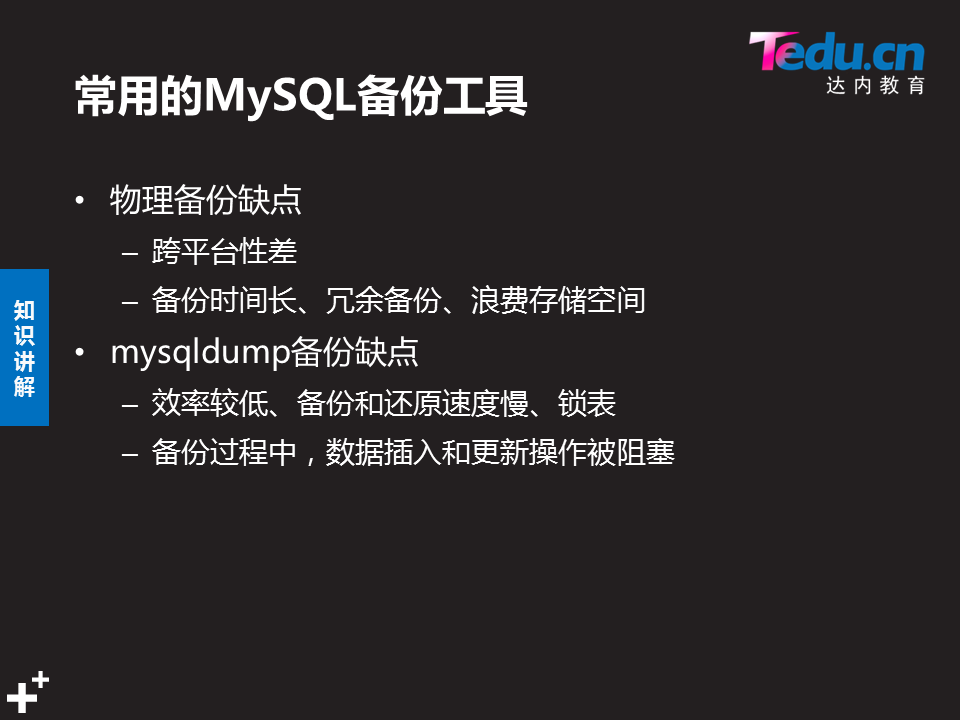 Tedu.cn
达内教育
常用的MySQL备份工具
• 物理备份缺点
– 跨平台性差
– 备份时间长、冗余备份、浪费存储空间
• mysqldump备份缺点
– 效率较低、备份和还原速度慢、锁表
– 备份过程中，数据插入和更新操作被阻塞
知识讲解